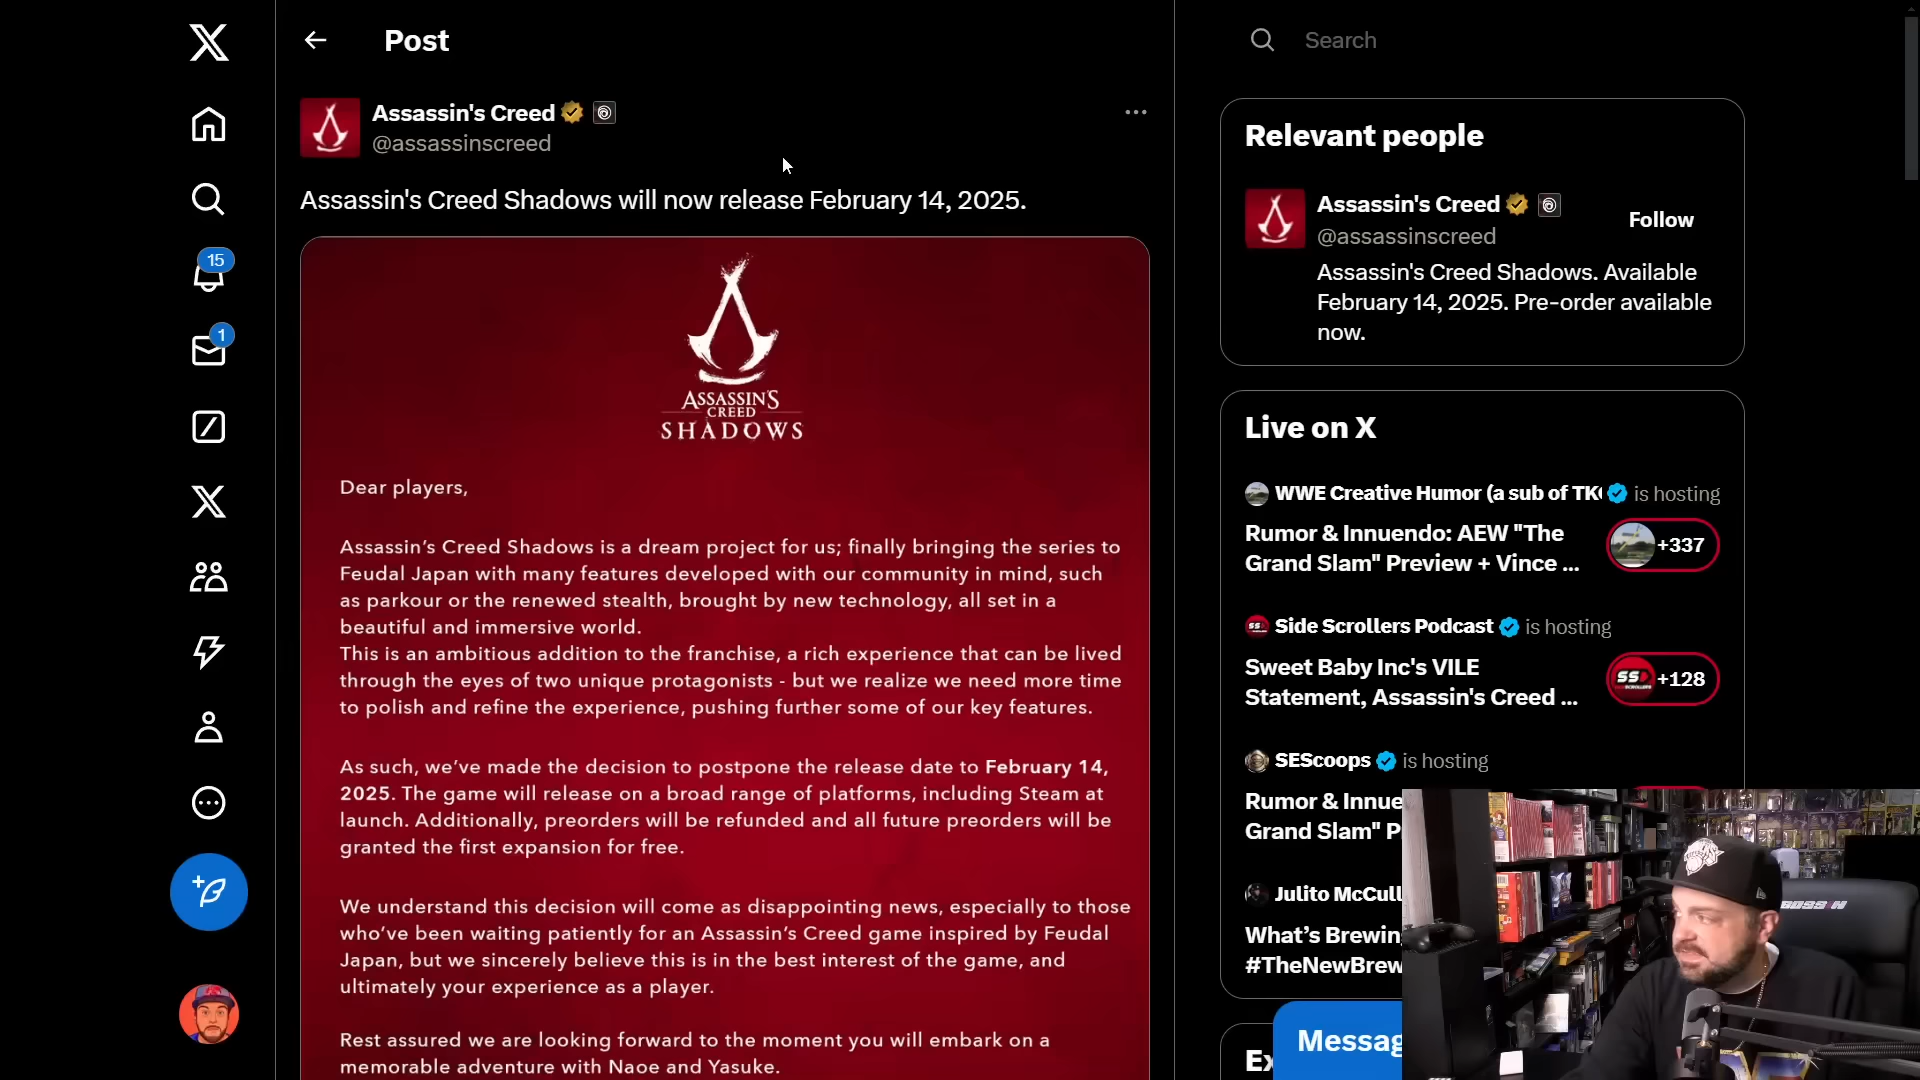 Post
Search
Assassin's Creed
@assassinscreed
Assassin's Creed Shadows will now release February 14, 2025.
ASSASSIN'S
CREED
SHADOWS
Dear players,
Assassin's Creed Shadows is a dream project for us; finally bringing the series to
Feudal Japan with many features developed with our community in mind, such
as parkour or the renewed stealth, brought by new technology, all set in a
beautiful and immersive world.
This is an ambitious addition to the franchise, a rich experience that can be lived
through the eyes of two unique protagonists - but we realize we need more time
to polish and refine the experience, pushing further some of our key features.
As such, we've made the decision to postpone the release date to February 14,
2025. The game will release on a broad range of platforms, including Steam at
launch. Additionally, preorders will be refunded and all future preorders will be
granted the first expansion for free.
We understand this decision will come as disappointing news, especially to those
who've been waiting patiently for an Assassin's Creed game inspired by Feudal
Japan, but we sincerely believe this is in the best interest of the game, and
ultimately your experience as a player.
Rest assured we are looking forward to the moment you will embark on a
memorable adventure with Naoe and Yasuke.
15
1
Relevant people
Assassin's Creed
Follow
@assassinscreed
Assassin's Creed Shadows. Available
February 14, 2025. Pre-order available
now.
Live on X
WWE Creative Humor (a sub of TK is hosting
Rumor & Innuendo: AEW "The
Grand Slam" Preview + Vince ...
+337
Side Scrollers Podcast is hosting
Sweet Baby Inc's VILE
Statement, Assassin's Creed ...
SS
+128
SEScoops is hosting
Rumor & Innue
Grand Slam" P
Julito McCull
What's Brewin
#TheNewBrew
Messag
Ex